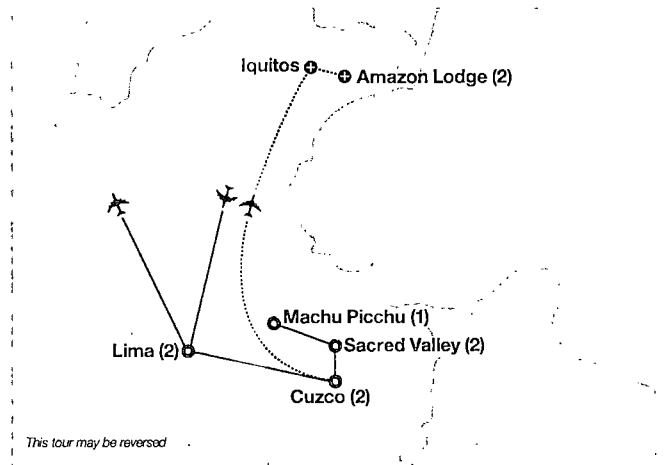 Iquitos
Amazon Lodge (2)
Machu Picchu (1)
Sacred Valley (2)
Lima (2)
Cuzco (2)
This tour may be reversed